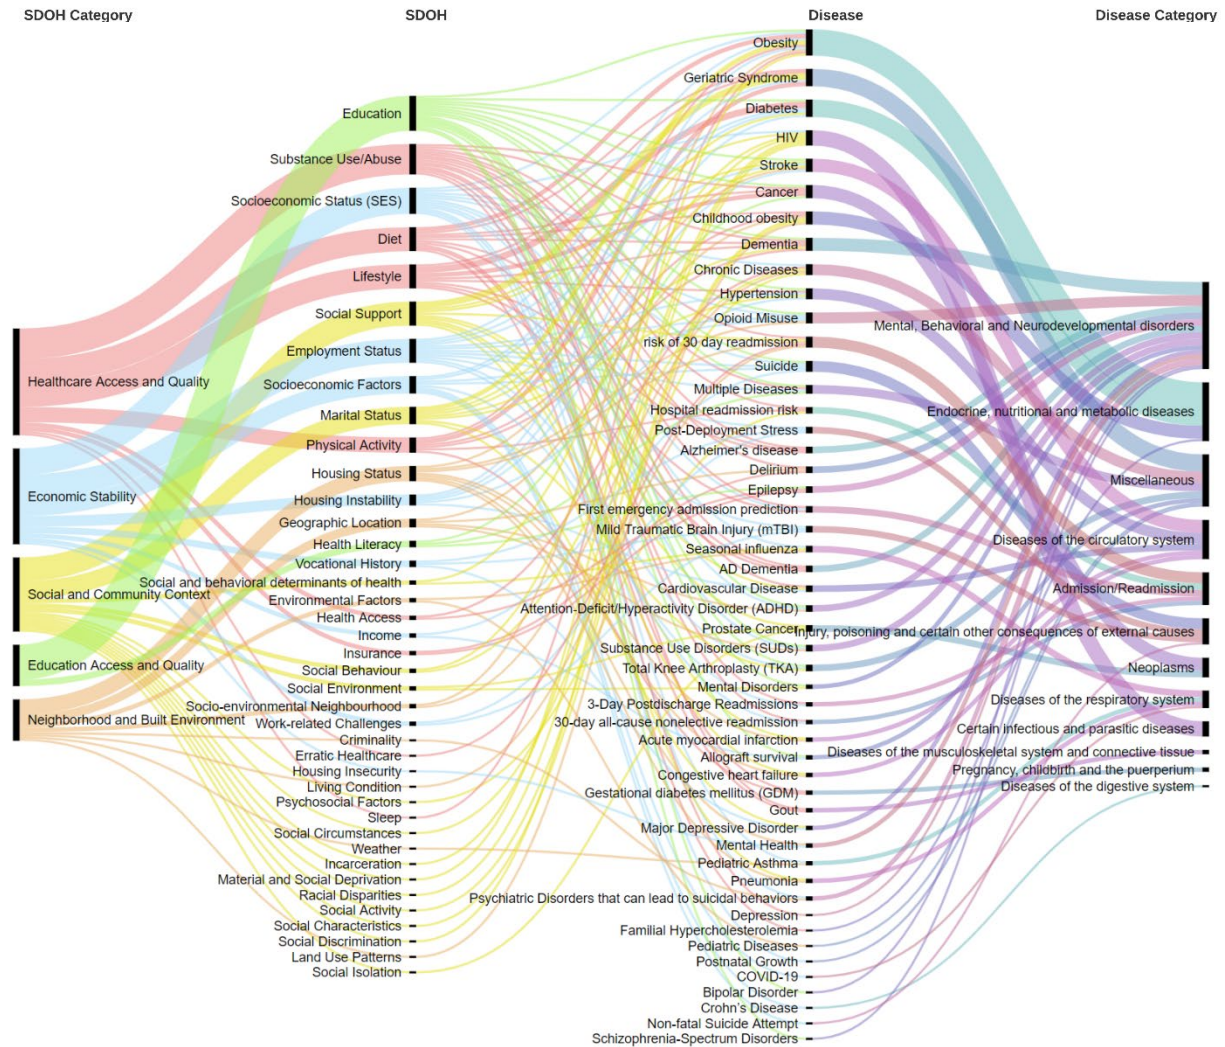 SDOH Category
SDOH
Disease
Disease Category
Healthcare Access and Quality
Economic Stability
Social and Community Context
Education Access and Quality
Neighborhood and Built Environment
Education
Substance Use/Abuse
Socioeconomic Status (SES)
Diet
Lifestyle
Social Support
Employment Status
Socioeconomic Factors
Marital Status
Physical Activity
Housing Status
Housing Instability
Geographic Location
Health Literacy
Vocational History
Social and behavioral determinants of health
Environmental Factors
Health Access
Income
Insurance
Social Behaviour
Social Environment
Socio-environmental Neighbourhood
Work-related Challenges
Criminality
Erratic Healthcare
Housing Insecurity
Living Condition
Psychosocial Factors
Sleep
Social Circumstances
Weather
Incarceration
Material and Social Deprivation
Racial Disparities
Social Activity
Social Characteristics
Social Discrimination
Land Use Patterns
Social Isolation
Obesity
Geriatric Syndrome
Diabetes
HIV
Stroke
Cancer
Childhood obesity
Dementia
Chronic Diseases
Hypertension
Opioid Misuse
risk of 30 day readmission
Suicide
Multiple Diseases
Hospital readmission risk
Post-Deployment Stress
Alzheimer's disease
Delirium
Epilepsy
First emergency admission prediction
Mild Traumatic Brain Injury (mTBI)
Seasonal influenza
AD Dementia
Cardiovascular Disease
Attention-Deficit/Hyperactivity Disorder (ADHD)
Prostate Cancer
Substance Use Disorders (SUDs)
Total Knee Arthroplasty (TKA)
Mental Disorders
3-Day Postdischarge Readmissions
30-day all-cause nonelective readmission
Acute myocardial infarction
Allograft survival
Congestive heart failure
Gestational diabetes mellitus (GDM)
Gout
Major Depressive Disorder
Mental Health
Pediatric Asthma
Pneumonia
Psychiatric Disorders that can lead to suicidal behaviors
Depression
Familial Hypercholesterolemia
Pediatric Diseases
Postnatal Growth
COVID-19
Bipolar Disorder
Crohn's Disease
Non-fatal Suicide Attempt
Schizophrenia-Spectrum Disorders
Mental, Behavioral and Neurodevelopmental disorders
Endocrine, nutritional and metabolic diseases
Miscellaneous
Diseases of the circulatory system
Admission/Readmission
Injury, poisoning and certain other consequences of external causes
Neoplasms
Diseases of the respiratory system
Certain infectious and parasitic diseases
Diseases of the musculoskeletal system and connective tissue
Pregnancy, childbirth and the puerperium
Diseases of the digestive system